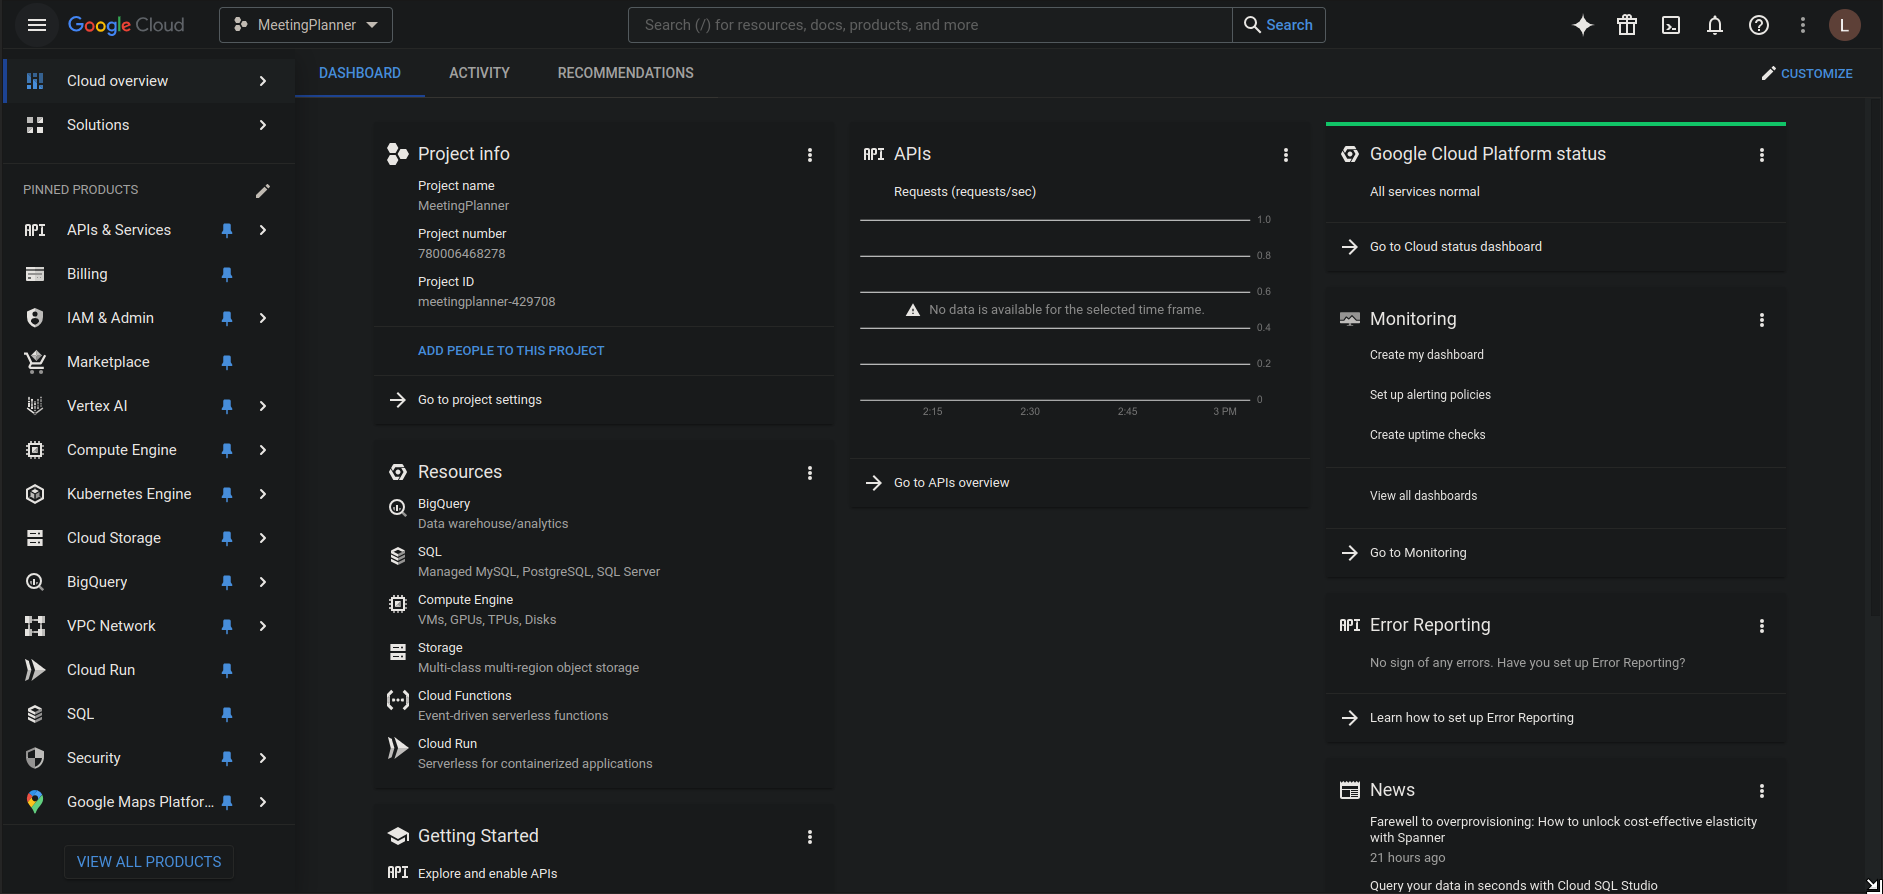 Google Cloud
MeetingPlanner
Search (/) for resources, docs, products, and more
Search
L
Cloud overview
Solutions
PINNED PRODUCTS
API APIs & Services
Billing
IAM & Admin
Marketplace
Vertex AI
Compute Engine
Kubernetes Engine
Cloud Storage
BigQuery
VPC Network
Cloud Run
SQL
Security
Google Maps Platfor...
VIEW ALL PRODUCTS
DASHBOARD
ACTIVITY
RECOMMENDATIONS
CUSTOMIZE
Project info
Project name
MeetingPlanner
Project number
780006468278
Project ID
meetingplanner-429708
ADD PEOPLE TO THIS PROJECT
Go to project settings
Resources
BigQuery
Data warehouse/analytics
SQL
Managed MySQL, PostgreSQL, SQL Server
Compute Engine
VMs, GPUs, TPUs, Disks
Storage
Multi-class multi-region object storage
Cloud Functions
Event-driven serverless functions
Cloud Run
Serverless for containerized applications
Getting Started
API Explore and enable APIs
API APIs
Requests (requests/sec)
1.0
0.8
0.6
No data is available for the selected time frame.
0.4
0.2
0
2:15
2:30
2:45
3 PM
Go to APIs overview
Google Cloud Platform status
All services normal
Go to Cloud status dashboard
Monitoring
Create my dashboard
Set up alerting policies
Create uptime checks
View all dashboards
Go to Monitoring
API Error Reporting
No sign of any errors. Have you set up Error Reporting?
Learn how to set up Error Reporting
News
Farewell to overprovisioning: How to unlock cost-effective elasticity
with Spanner
21 hours ago
Query your data in seconds with Cloud SQL Studio